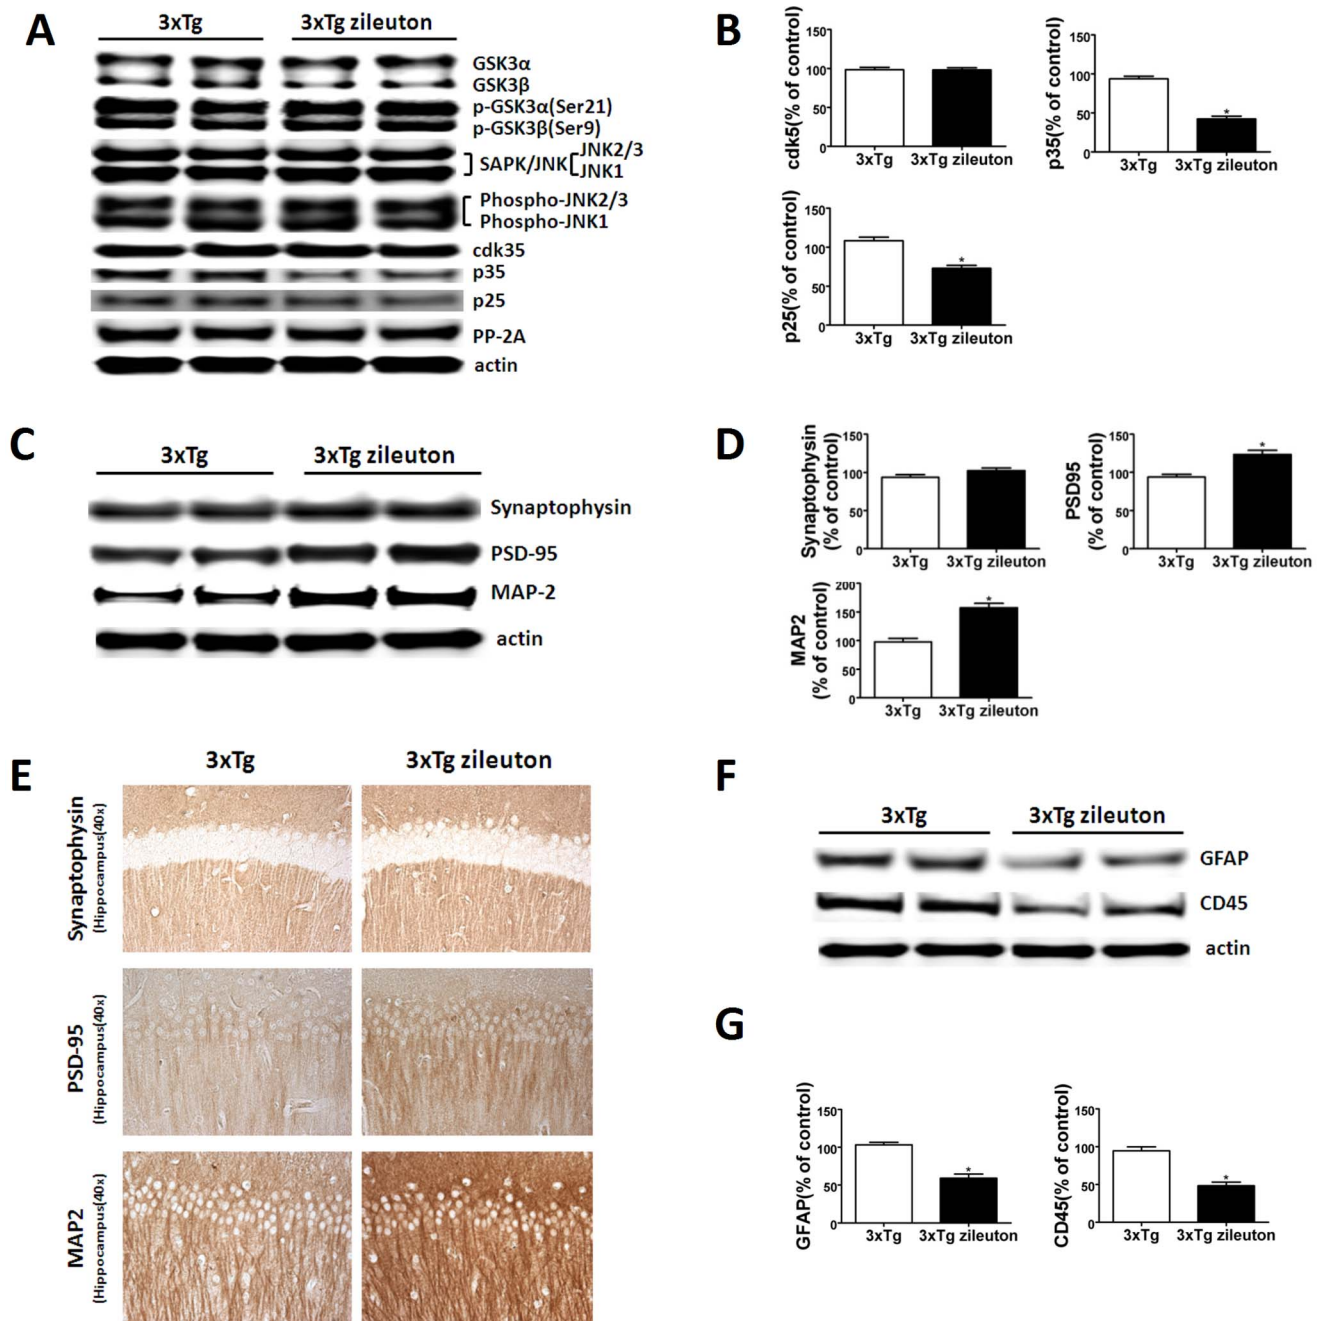 A
3xTg
3xTg zileuton
GSK3α
GSK3β
p-GSK3α(Ser21)
p-GSK3β(Ser9)
SAPK/JNK
JNK2/3
JNK1
Phospho-JNK2/3
Phospho-JNK1
cdk35
p35
p25
PP-2A
actin
B
cdk5(% of control)
150
100
50
0
3xTg
3xTg zileuton
p35(% of control)
150
100
50
0
3xTg
3xTg zileuton
p25(% of control)
150
100
50
0
3xTg
3xTg zileuton
C
3xTg
3xTg zileuton
Synaptophysin
PSD-95
MAP-2
actin
D
Synaptophysin
(% of control)
150
100
50
0
3xTg
3xTg zileuton
PSD95
(% of control)
150
100
50
0
*
3xTg
3xTg zileuton
MAP2
(% of control)
200
150
100
50
0
*
3xTg
3xTg zileuton
E
3xTg
3xTg zileuton
Synaptophysin
(Hippocampus(40x)
PSD-95
(Hippocampus(40x)
MAP2
(Hippocampus(40x)
F
3xTg
3xTg zileuton
GFAP
CD45
actin
G
GFAP(% of control)
150
100
50
0
*
3xTg
3xTg zileuton
CD45(% of control)
150
100
50
0
*
3xTg
3xTg zileuton